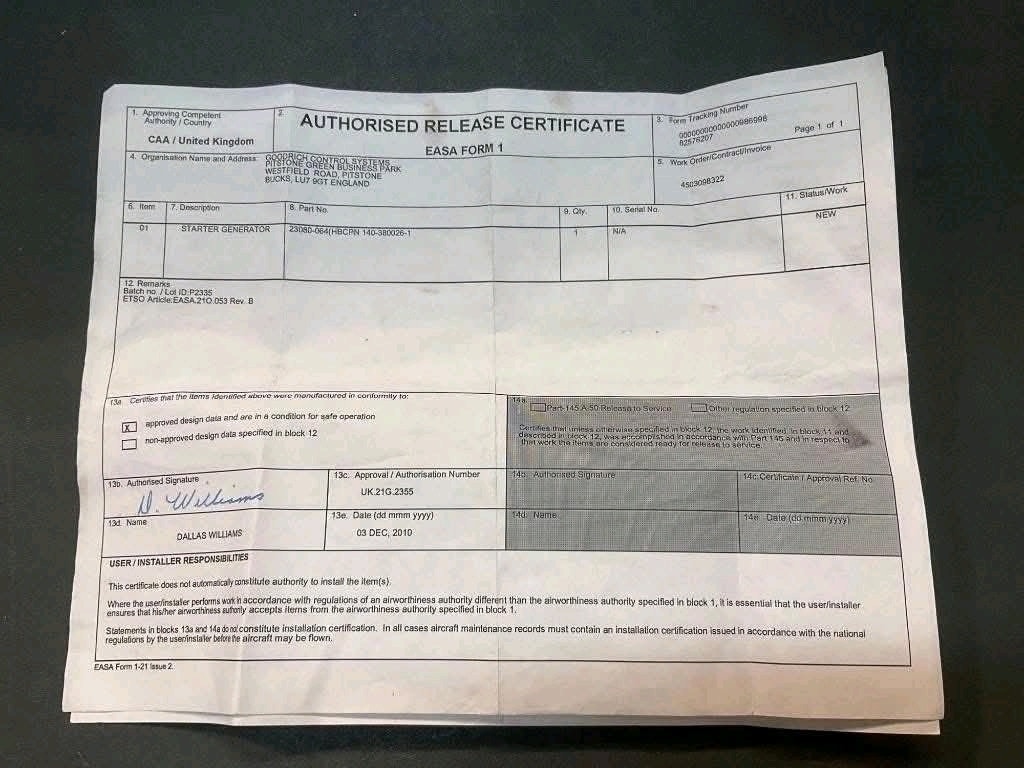 1. Approving Competent
Authority / Country
CAA / United Kingdom
2.
AUTHORISED RELEASE CERTIFICATE
EASA FORM 1
3. Form Tracking Number
82576207
Page 1 of 1
4. Organisation Name and Address:
GOODRICH CONTROL SYSTEMS
PITSTONE GREEN BUSINESS PARK
WESTFIELD ROAD, PITSTONE
BUCKS, LU7 9GT ENGLAND
5. Work Order/Contract/Invoice
4503098322
6. Item
7. Description
8. Part No.
9. Qty.
10. Serial No.
11. Status/Work
01
STARTER GENERATOR
23080-064(HBCPN 140-380026-1
1
N/A
NEW
12. Remarks
Batch no. / Lot ID:P2335
ETSO Article:EASA.21O.053 Rev. B
13a. Certifies that the items identified above were manufactured in conformity to:
X approved design data and are in a condition for safe operation
non-approved design data specified in block 12
14a.
Part-145.A.50 Release to Service
Other regulation specified in block 12
Certifies that unless otherwise specified in block 12, the work identified in block 11 and
described in block 12, was accomplished in accordance with Part 145 and in respect to
that work the items are considered ready for release to service.
13b. Authorised Signature
D. Williams
13c. Approval / Authorisation Number
UK.21G.2355
14b. Authorised Signature
14c. Certificate / Approval Ref. No.
13d. Name
DALLAS WILLIAMS
13e. Date (dd mmm yyyy)
03 DEC, 2010
14d. Name
14e. Date (dd mmm yyyy)
USER / INSTALLER RESPONSIBILITIES
This certificate does not automatically constitute authority to install the item(s).
Where the user/installer performs work in accordance with regulations of an airworthiness authority different than the airworthiness authority specified in block 1, it is essential that the user/installer
ensures that his/her airworthiness authority accepts items from the airworthiness authority specified in block 1.
Statements in blocks 13a and 14a do not constitute installation certification. In all cases aircraft maintenance records must contain an installation certification issued in accordance with the national
regulations by the user/installer before the aircraft may be flown.
EASA Form 1-21 Issue 2.